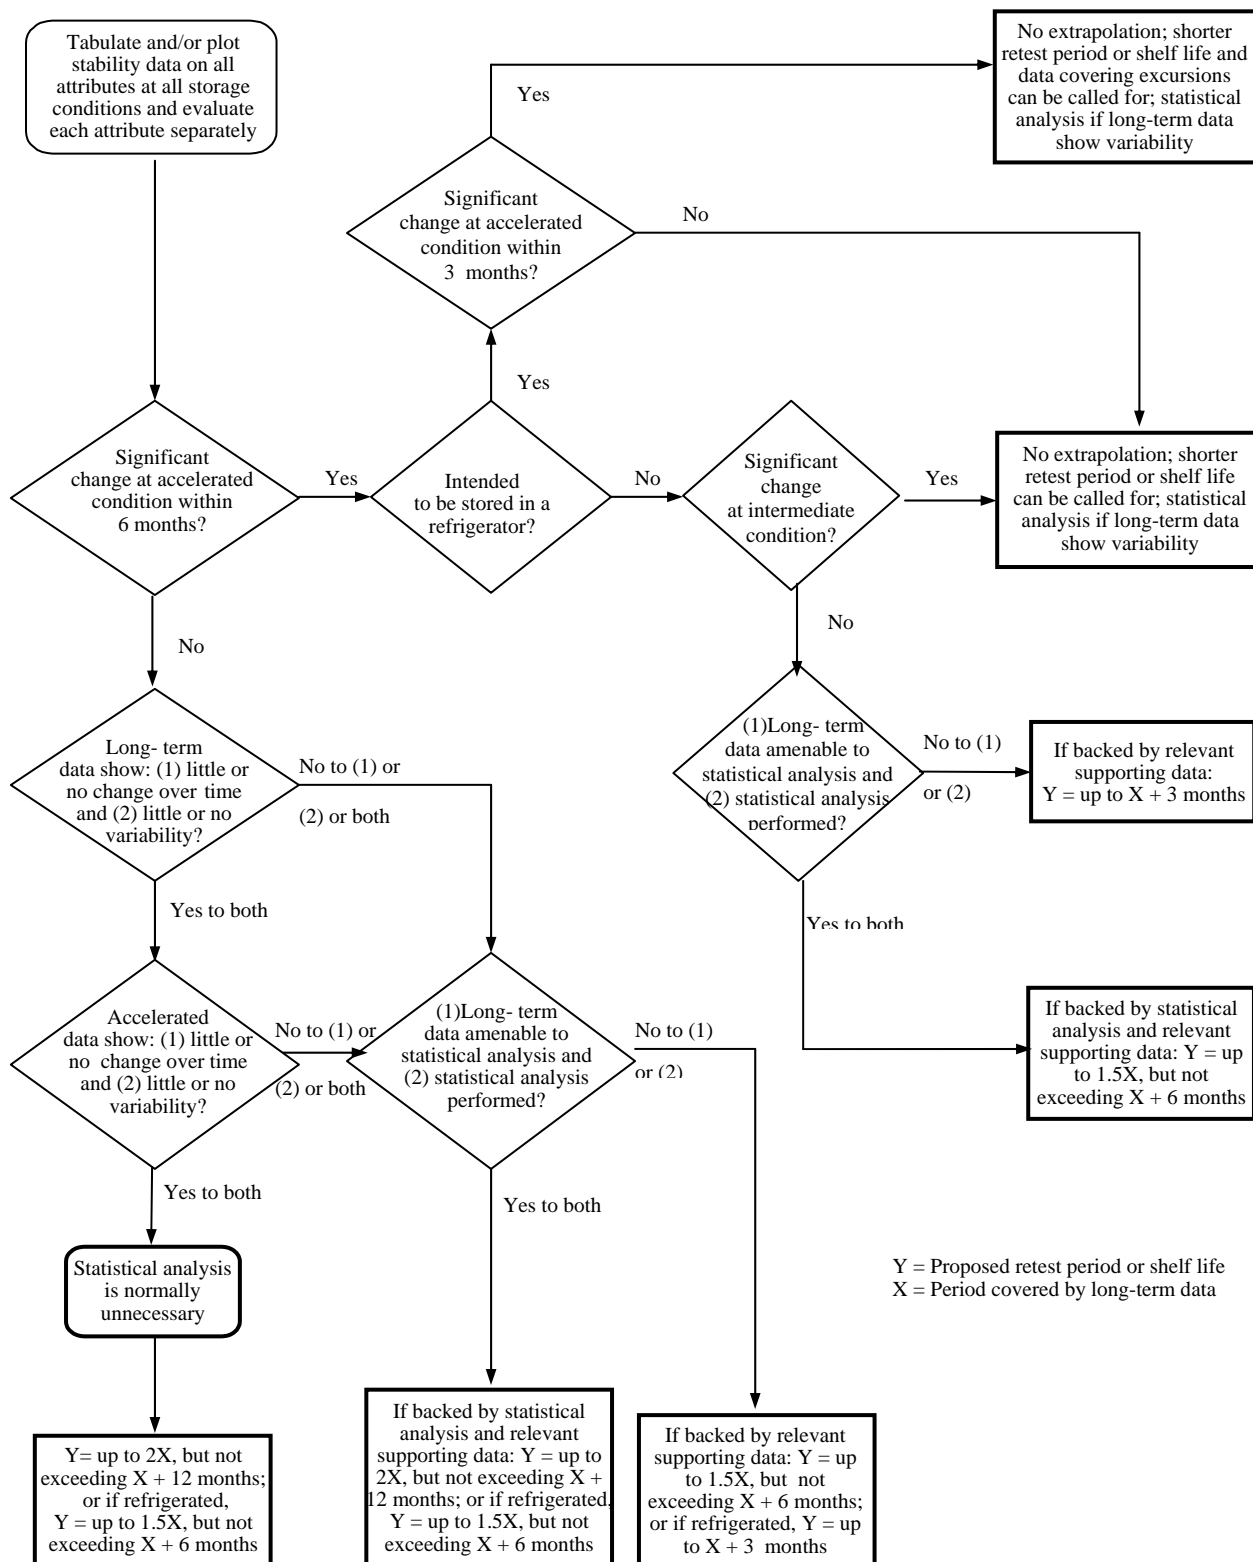 Tabulate and/or plot
stability data on all
attributes at all storage
conditions and evaluate
each attribute separately
No extrapolation; shorter
retest period or shelf life and
data covering excursions
can be called for; statistical
analysis if long-term data
show variability
Yes
Significant
change at accelerated
condition within
3 months?
No
Yes
Significant
change at accelerated
condition within
6 months?
Yes
Intended
to be stored in a
refrigerator?
No
Significant
change
at intermediate
condition?
Yes
No extrapolation; shorter
retest period or shelf life
can be called for; statistical
analysis if long-term data
show variability
No
No
Long- term
data show: (1) little or
no change over time
and (2) little or no
variability?
No to (1) or
(2) or both
(1)Long- term
data amenable to
statistical analysis and
(2) statistical analysis
performed?
No to (1)
or (2)
If backed by relevant
supporting data:
Y = up to X + 3 months
Yes to both
Yes to both
Accelerated
data show: (1) little or
no change over time
and (2) little or no
variability?
No to (1) or
(2) or both
(1)Long- term
data amenable to
statistical analysis and
(2) statistical analysis
performed?
No to (1)
or (2)
If backed by statistical
analysis and relevant
supporting data: Y = up
to 1.5X, but not
exceeding X + 6 months
Yes to both
Yes to both
Statistical analysis
is normally
unnecessary
Y = Proposed retest period or shelf life
X = Period covered by long-term data
Y= up to 2X, but not
exceeding X + 12 months;
or if refrigerated,
Y = up to 1.5X, but not
exceeding X + 6 months
If backed by statistical
analysis and relevant
supporting data: Y = up to
2X, but not exceeding X +
12 months; or if refrigerated,
Y = up to 1.5X, but not
exceeding X + 6 months
If backed by relevant
supporting data: Y = up
to 1.5X, but not
exceeding X + 6 months;
or if refrigerated, Y = up
to X + 3 months